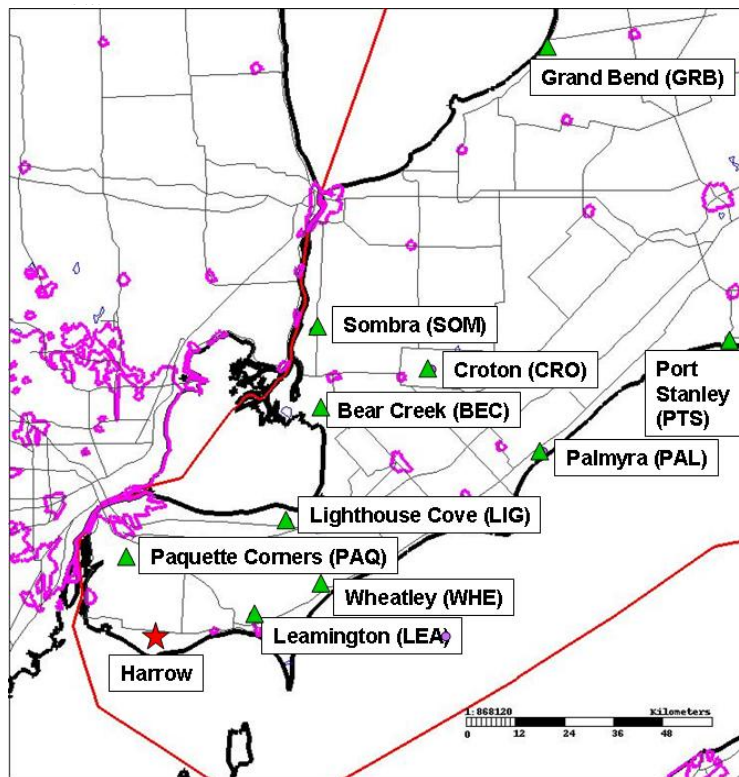 Grand Bend (GRB)
Sombra (SOM)
Croton (CRO)
Port
Stanley
(PTS)
Bear Creek (BEC)
Palmyra (PAL)
Lighthouse Cove (LIG)
Paquette Corners (PAQ)
Wheatley (WHE)
Leamington (LEA)
Harrow
1:868120 Kilometers
0 12 24 36 48